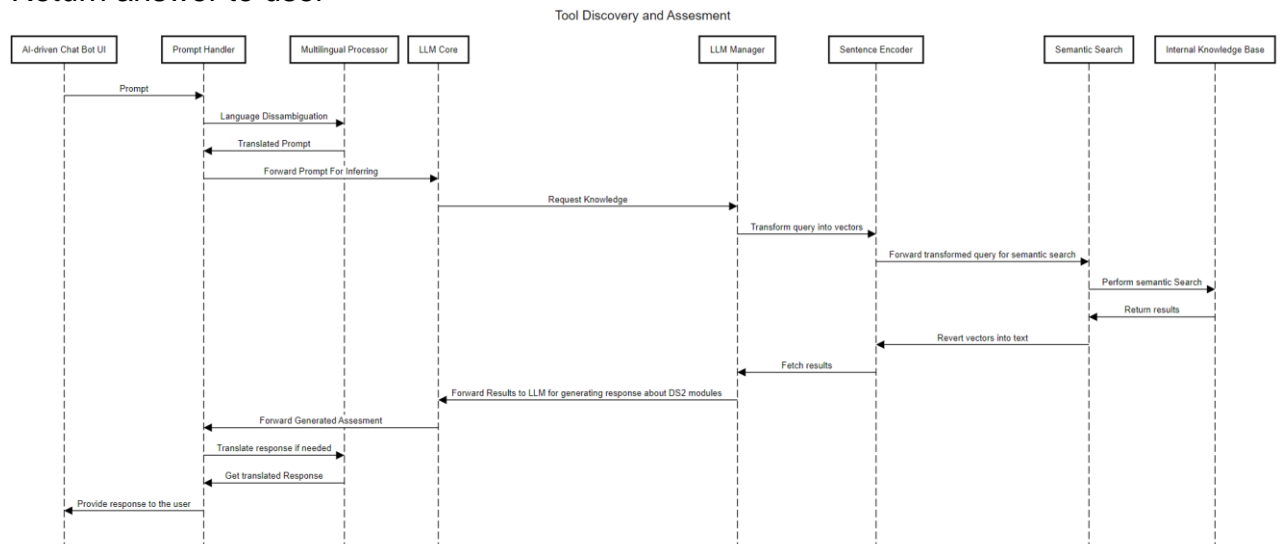 Return answer to user
Tool Discovery and Assesment
AI-driven Chat Bot UI
Prompt Handler
Multilingual Processor
LLM Core
LLM Manager
Sentence Encoder
Semantic Search
Internal Knowledge Base
Prompt
Language Dissambiguation
Translated Prompt
Forward Prompt For Inferring
Request Knowledge
Transform query into vectors
Forward transformed query for semantic search
Perform semantic Search
Return results
Revert vectors into text
Fetch results
Forward Results to LLM for generating response about DS2 modules
Forward Generated Assesment
Translate response if needed
Get translated Response
Provide response to the user